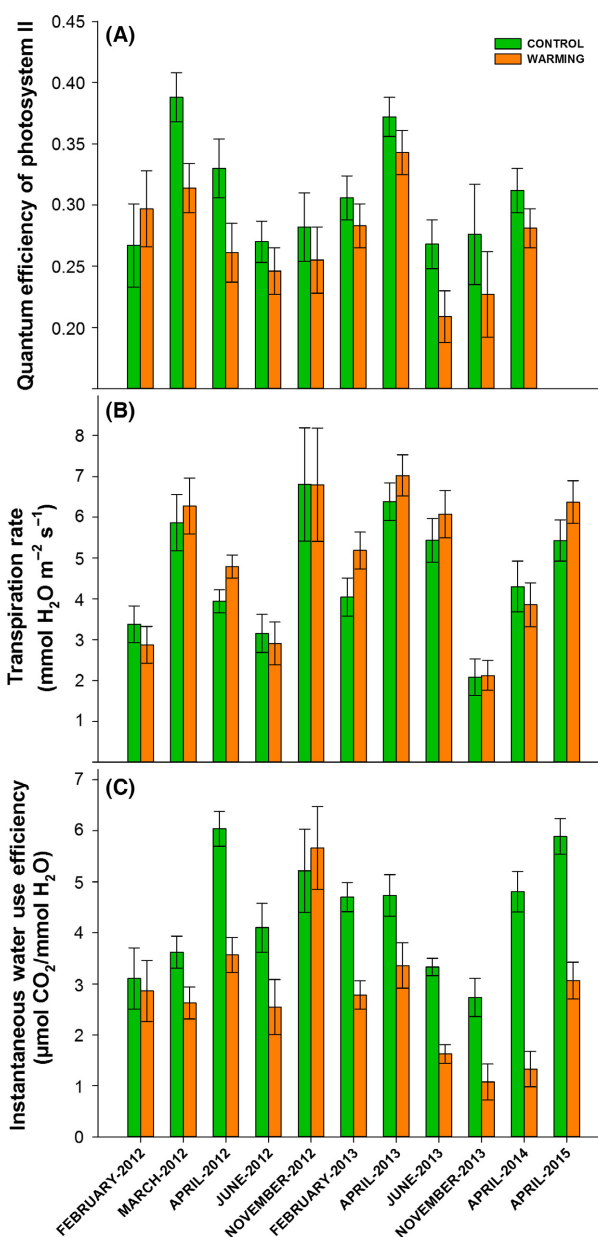 (A)
CONTROL
WARMING
Quantum efficiency of photosystem II
0.45
0.40
0.35
0.30
0.25
0.20
(B)
Transpiration rate
(mmol H₂O m⁻² s⁻¹)
8
7
6
5
4
3
2
1
(C)
Instantaneous water use efficiency
(µmol CO₂/mmol H₂O)
7
6
5
4
3
2
1
0
FEBRUARY-2012
MARCH-2012
APRIL-2012
JUNE-2012
NOVEMBER-2012
FEBRUARY-2013
APRIL-2013
JUNE-2013
NOVEMBER-2013
APRIL-2014
APRIL-2015